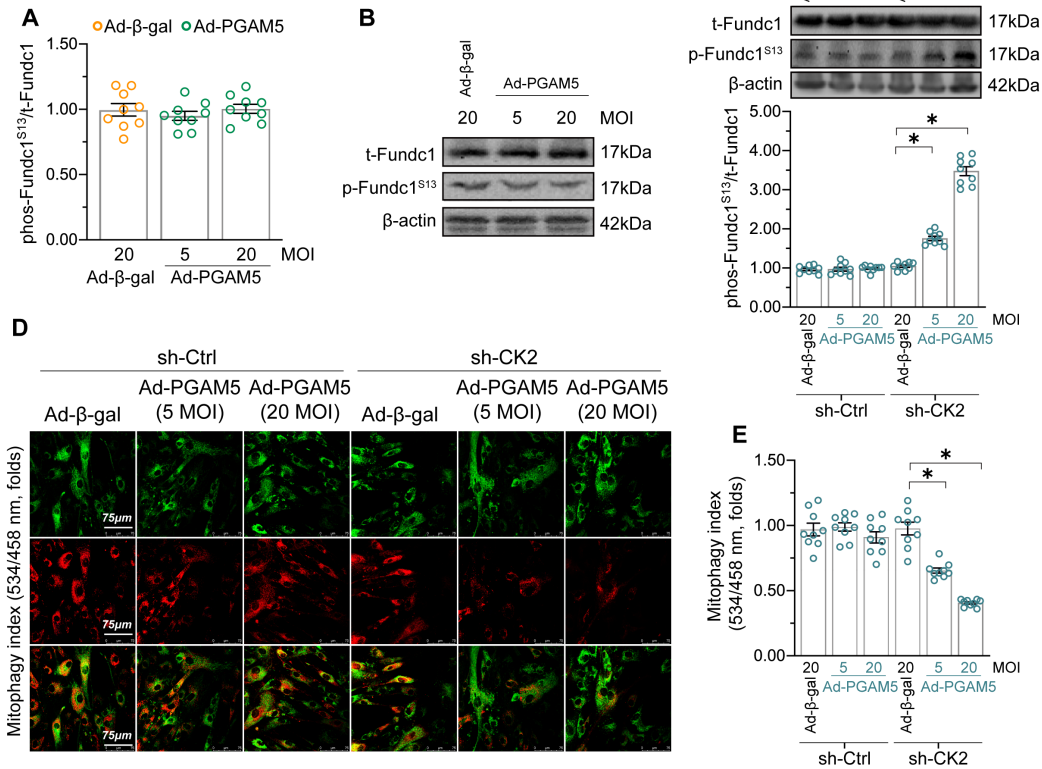 A
Ad-β-gal Ad-PGAM5
phos-Fundc1S13/t-Fundc1
1.50
1.00
0.50
0.00
20 5 20 MOI
Ad-β-gal Ad-PGAM5
B
Ad-β-gal
Ad-PGAM5
20 5 20 MOI
t-Fundc1 17kDa
p-Fundc1S13 17kDa
β-actin 42kDa
t-Fundc1 17kDa
p-Fundc1S13 17kDa
β-actin 42kDa
phos-Fundc1S13/t-Fundc1
5.00
4.00
3.00
2.00
1.00
0.00
*
*
20 5 20 20 5 20 MOI
Ad-β-gal Ad-PGAM5 Ad-β-gal Ad-PGAM5
sh-Ctrl sh-CK2
D
sh-Ctrl sh-CK2
Ad-β-gal Ad-PGAM5 (5 MOI) Ad-PGAM5 (20 MOI) Ad-β-gal Ad-PGAM5 (5 MOI) Ad-PGAM5 (20 MOI)
Mitophagy index (534/458 nm, folds)
75μm
75μm
75μm
E
Mitophagy index
(534/458 nm, folds)
1.50
1.00
0.50
0.00
*
*
20 5 20 20 5 20 MOI
Ad-β-gal Ad-PGAM5 Ad-β-gal Ad-PGAM5
sh-Ctrl sh-CK2